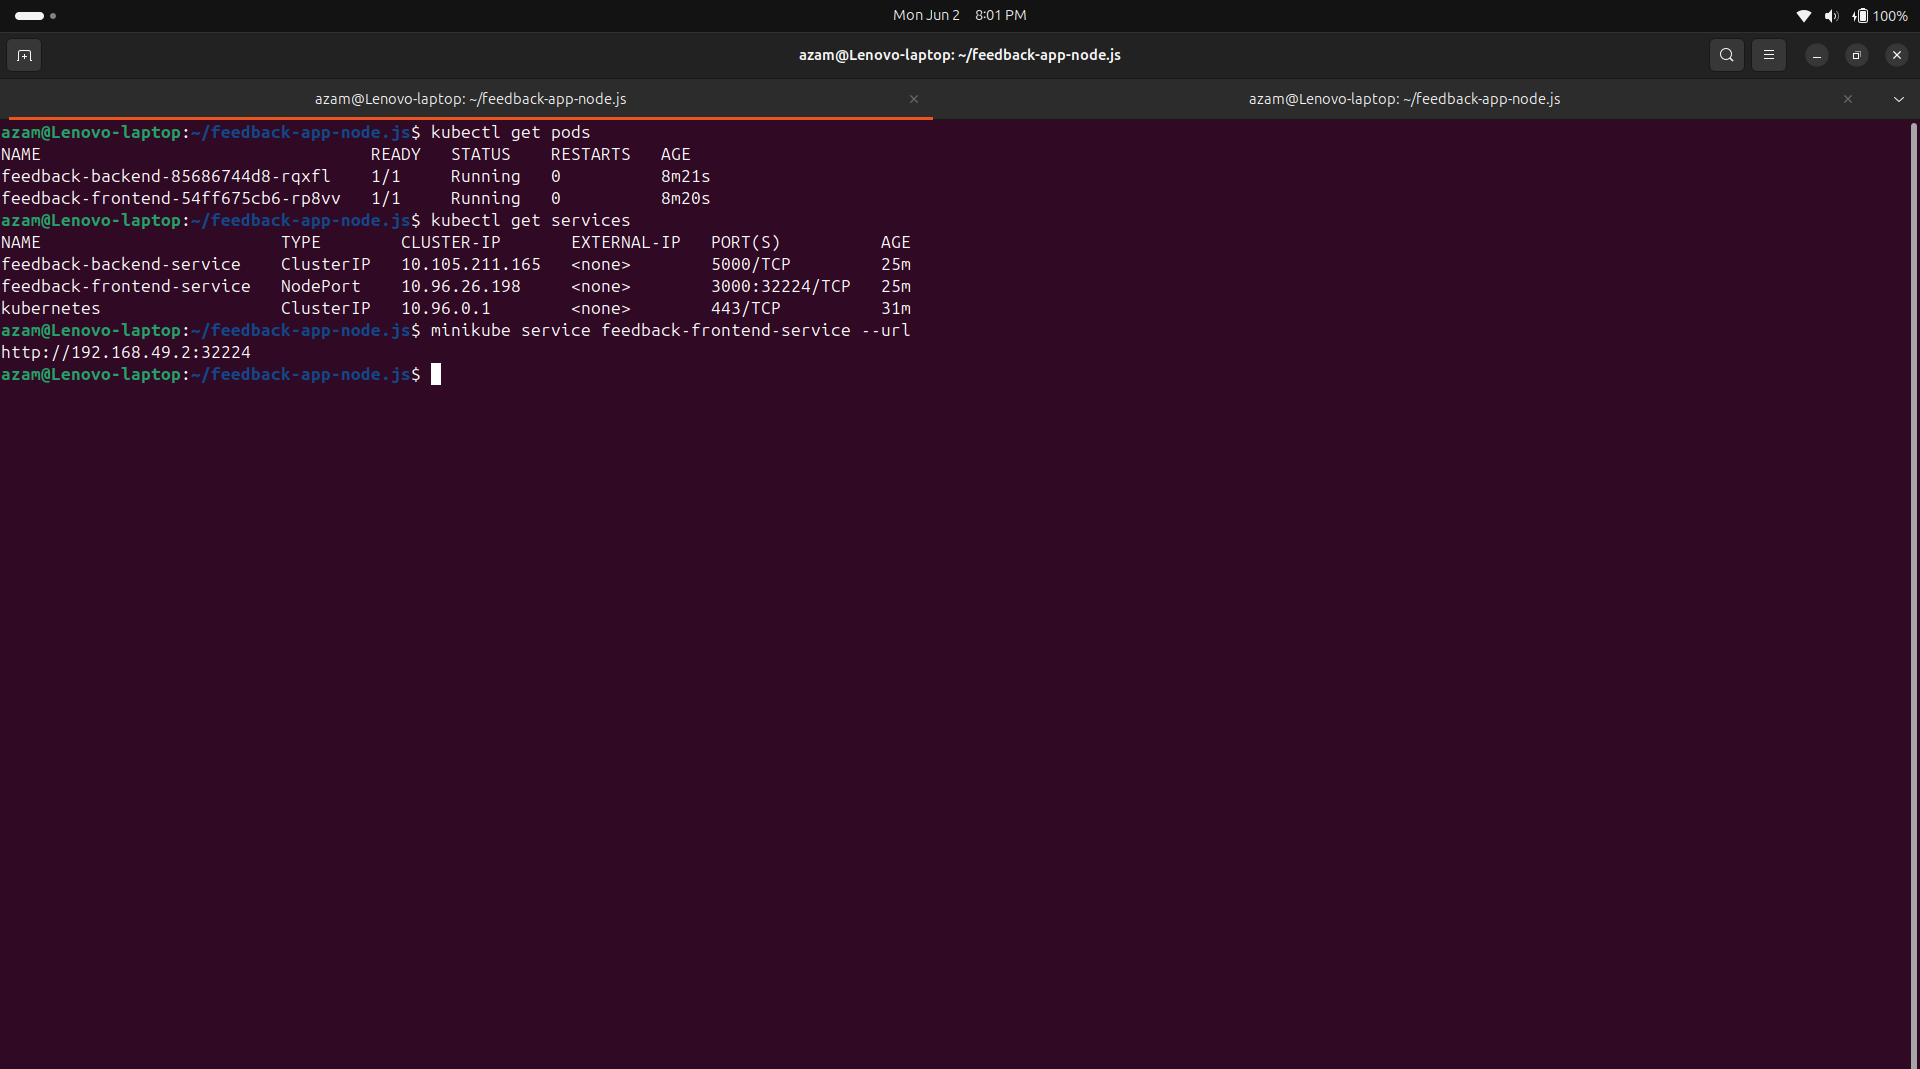 Mon Jun 2 8:01 PM
100%
azam@Lenovo-laptop: ~/feedback-app-node.js
azam@Lenovo-laptop: ~/feedback-app-node.js
azam@Lenovo-laptop: ~/feedback-app-node.js
azam@Lenovo-laptop:~/feedback-app-node.js$ kubectl get pods
NAME READY STATUS RESTARTS AGE
feedback-backend-85686744d8-rqxfl 1/1 Running 0 8m21s
feedback-frontend-54ff675cb6-rp8vv 1/1 Running 0 8m20s
azam@Lenovo-laptop:~/feedback-app-node.js$ kubectl get services
NAME TYPE CLUSTER-IP EXTERNAL-IP PORT(S) AGE
feedback-backend-service ClusterIP 10.105.211.165 <none> 5000/TCP 25m
feedback-frontend-service NodePort 10.96.26.198 <none> 3000:32224/TCP 25m
kubernetes ClusterIP 10.96.0.1 <none> 443/TCP 31m
azam@Lenovo-laptop:~/feedback-app-node.js$ minikube service feedback-frontend-service --url
http://192.168.49.2:32224
azam@Lenovo-laptop:~/feedback-app-node.js$